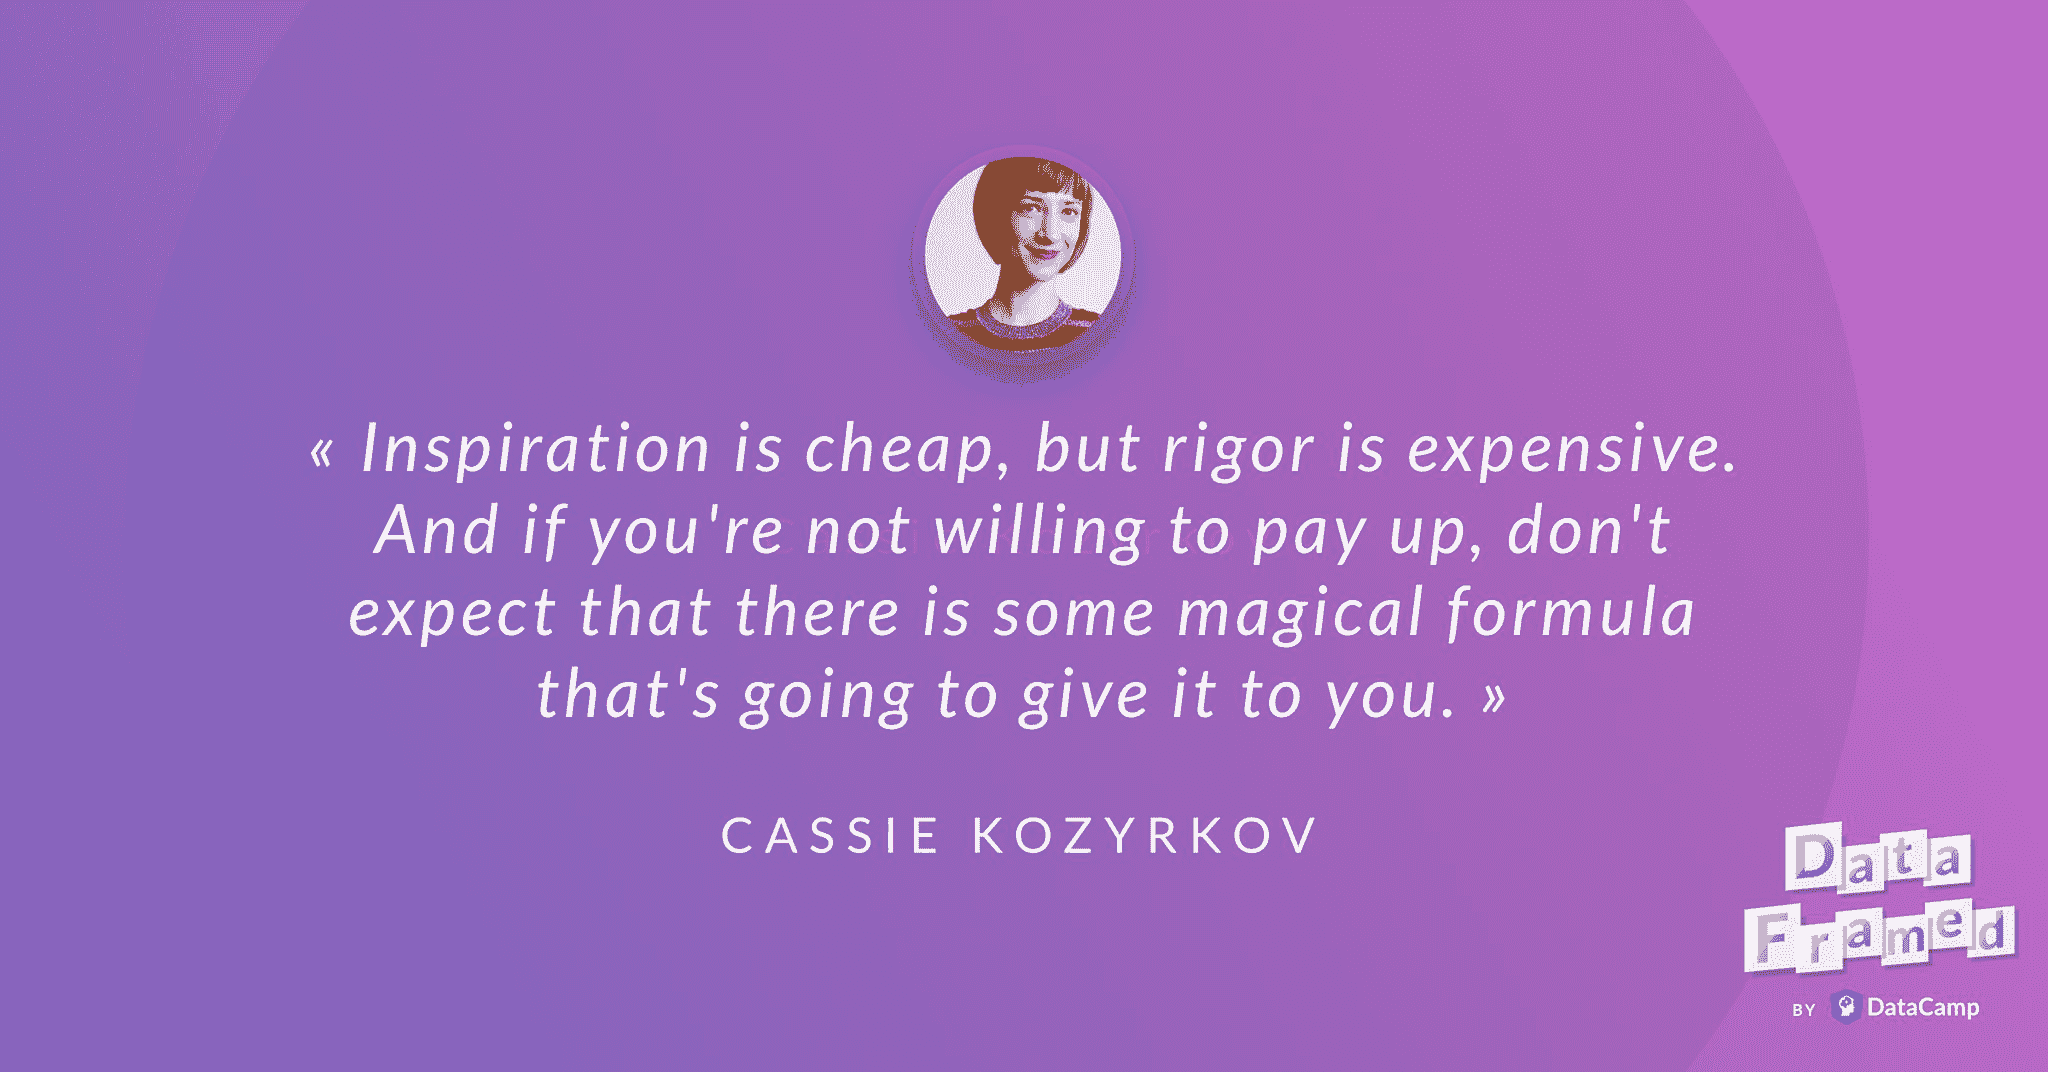 « Inspiration is cheap, but rigor is expensive.
And if you're not willing to pay up, don't
expect that there is some magical formula
that's going to give it to you. »
CASSIE KOZYRKOV
Data
Framed
BY DataCamp